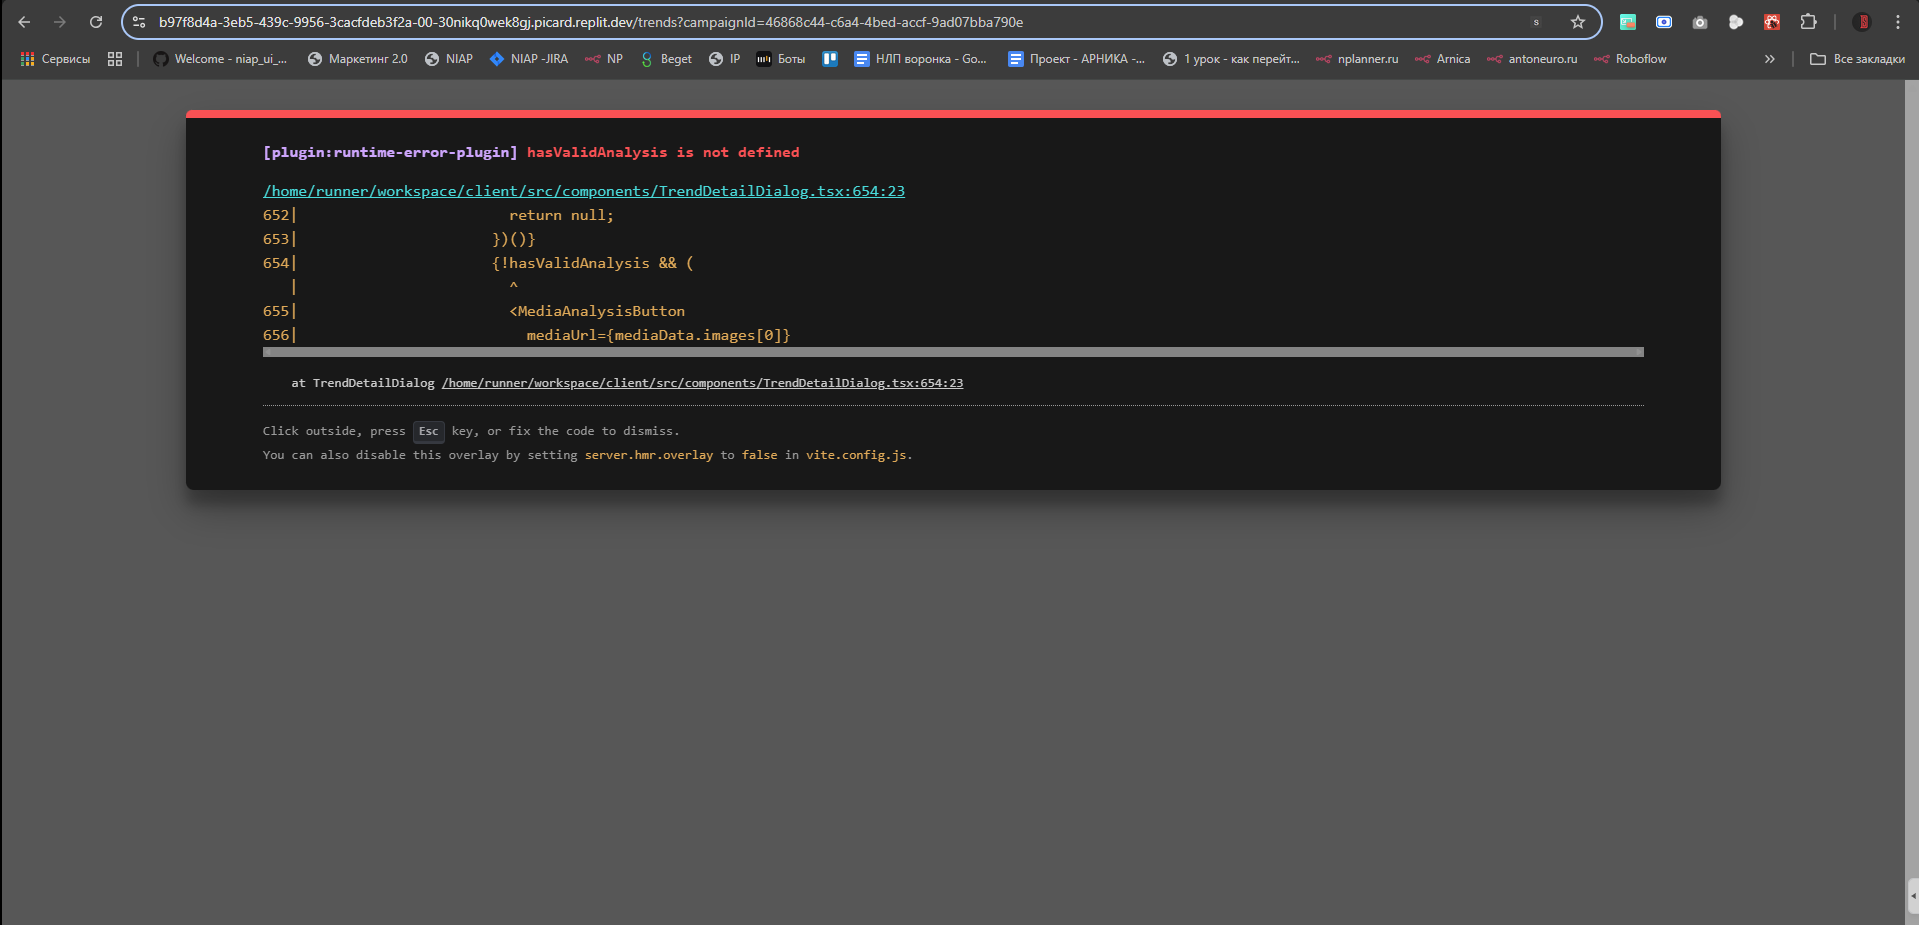 b97f8d4a-3eb5-439c-9956-3cacfdeb3f2a-00-30nikq0wek8gj.picard.replit.dev/trends?campaignId=46868c44-c6a4-4bed-accf-9ad07bba790e
Сервисы Welcome - niap_ui_... Маркетинг 2.0 NIAP NIAP -JIRA NP Beget IP Боты НЛП воронка - Go... Проект - АРНИКА -... 1 урок - как перейт... nplanner.ru Arnica antoneuro.ru Roboflow » Все закладки
[plugin:runtime-error-plugin] hasValidAnalysis is not defined
/home/runner/workspace/client/src/components/TrendDetailDialog.tsx:654:23
652| return null;
653| })()}
654| {!hasValidAnalysis && (
| ^
655| <MediaAnalysisButton
656| mediaUrl={mediaData.images[0]}
at TrendDetailDialog /home/runner/workspace/client/src/components/TrendDetailDialog.tsx:654:23
Click outside, press Esc key, or fix the code to dismiss.
You can also disable this overlay by setting server.hmr.overlay to false in vite.config.js.